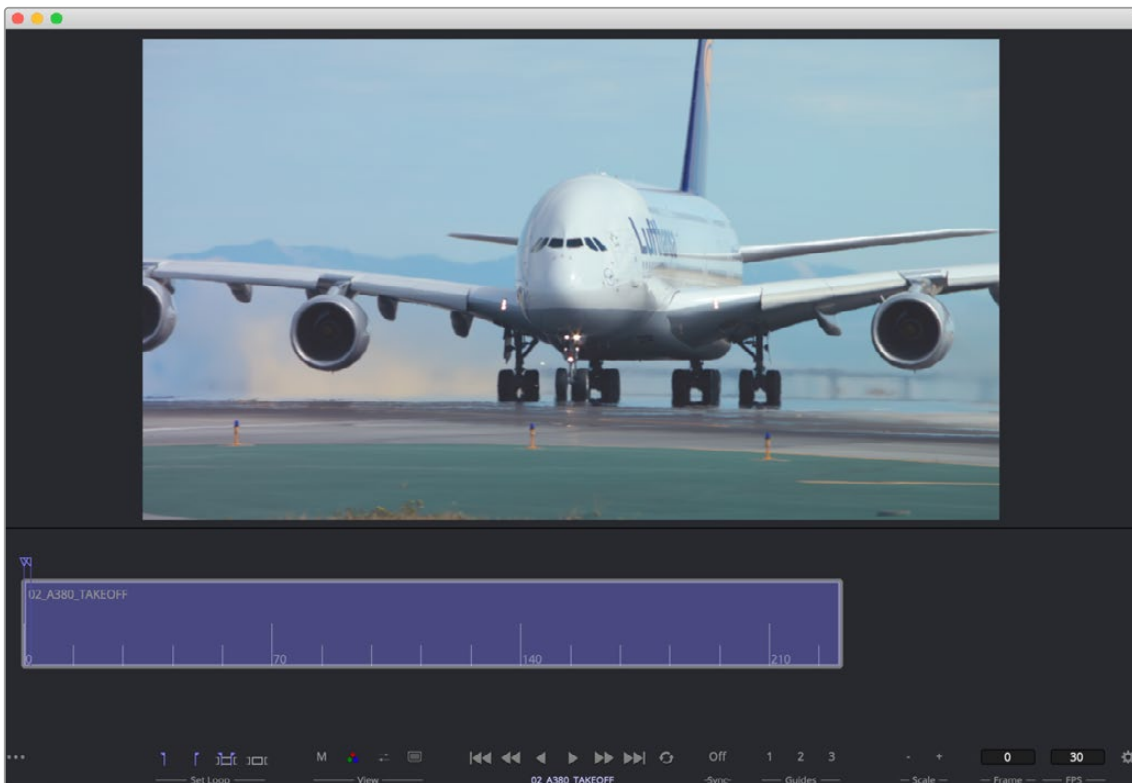 Lufthansa
02_A380_TAKEOFF
0 70 140 210
M Off 1 2 3 - + 0 30
Set Loop View 02_A380_TAKEOFF Sync Guides Scale Frame FPS